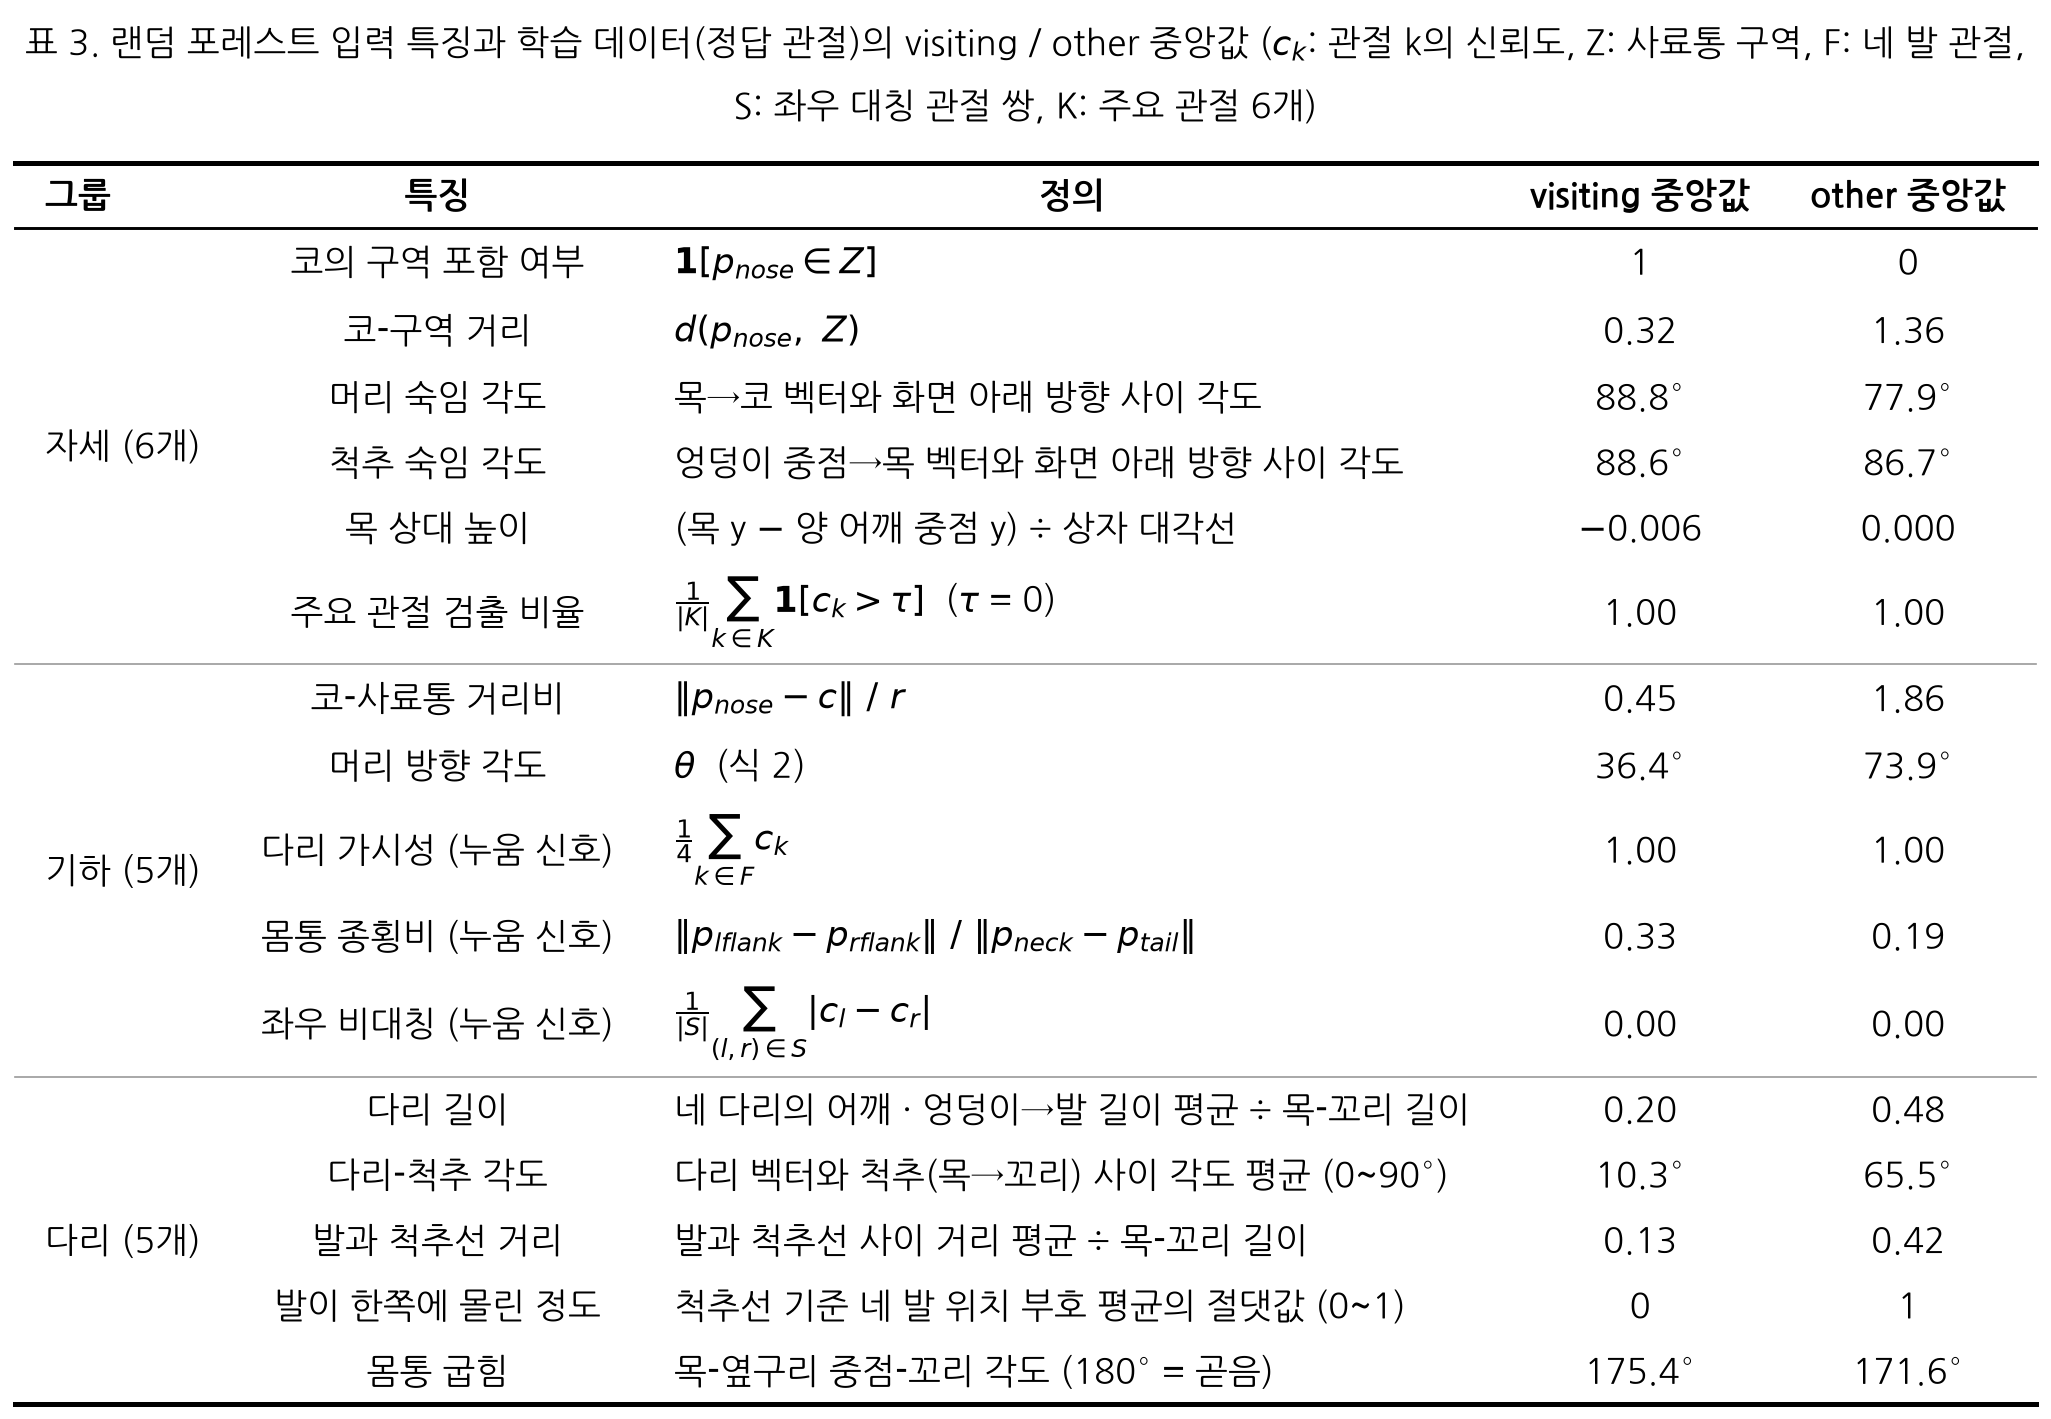 표 3. 랜덤 포레스트 입력 특징과 학습 데이터(정답 관절)의 visiting / other 중앙값 (c_k: 관절 k의 신뢰도, Z: 사료통 구역, F: 네 발 관절,
S: 좌우 대칭 관절 쌍, K: 주요 관절 6개)
그룹 특징 정의 visiting 중앙값 other 중앙값
자세 (6개)
코의 구역 포함 여부 1[p_nose ∈ Z] 1 0
코-구역 거리 d(p_nose, Z) 0.32 1.36
머리 숙임 각도 목→코 벡터와 화면 아래 방향 사이 각도 88.8° 77.9°
척추 숙임 각도 엉덩이 중점→목 벡터와 화면 아래 방향 사이 각도 88.6° 86.7°
목 상대 높이 (목 y − 양 어깨 중점 y) ÷ 상자 대각선 −0.006 0.000
주요 관절 검출 비율 1/|K| ∑_{k∈K} 1[c_k > τ] (τ = 0) 1.00 1.00
기하 (5개)
코-사료통 거리비 ‖p_nose − c‖ / r 0.45 1.86
머리 방향 각도 θ (식 2) 36.4° 73.9°
다리 가시성 (누움 신호) 1/4 ∑_{k∈F} c_k 1.00 1.00
몸통 종횡비 (누움 신호) ‖p_lflank − p_rflank‖ / ‖p_neck − p_tail‖ 0.33 0.19
좌우 비대칭 (누움 신호) 1/|S| ∑_{(l,r)∈S} |c_l − c_r| 0.00 0.00
다리 (5개)
다리 길이 네 다리의 어깨 · 엉덩이→발 길이 평균 ÷ 목-꼬리 길이 0.20 0.48
다리-척추 각도 다리 벡터와 척추(목→꼬리) 사이 각도 평균 (0~90°) 10.3° 65.5°
발과 척추선 거리 발과 척추선 사이 거리 평균 ÷ 목-꼬리 길이 0.13 0.42
발이 한쪽에 몰린 정도 척추선 기준 네 발 위치 부호 평균의 절댓값 (0~1) 0 1
몸통 굽힘 목-옆구리 중점-꼬리 각도 (180° = 곧음) 175.4° 171.6°